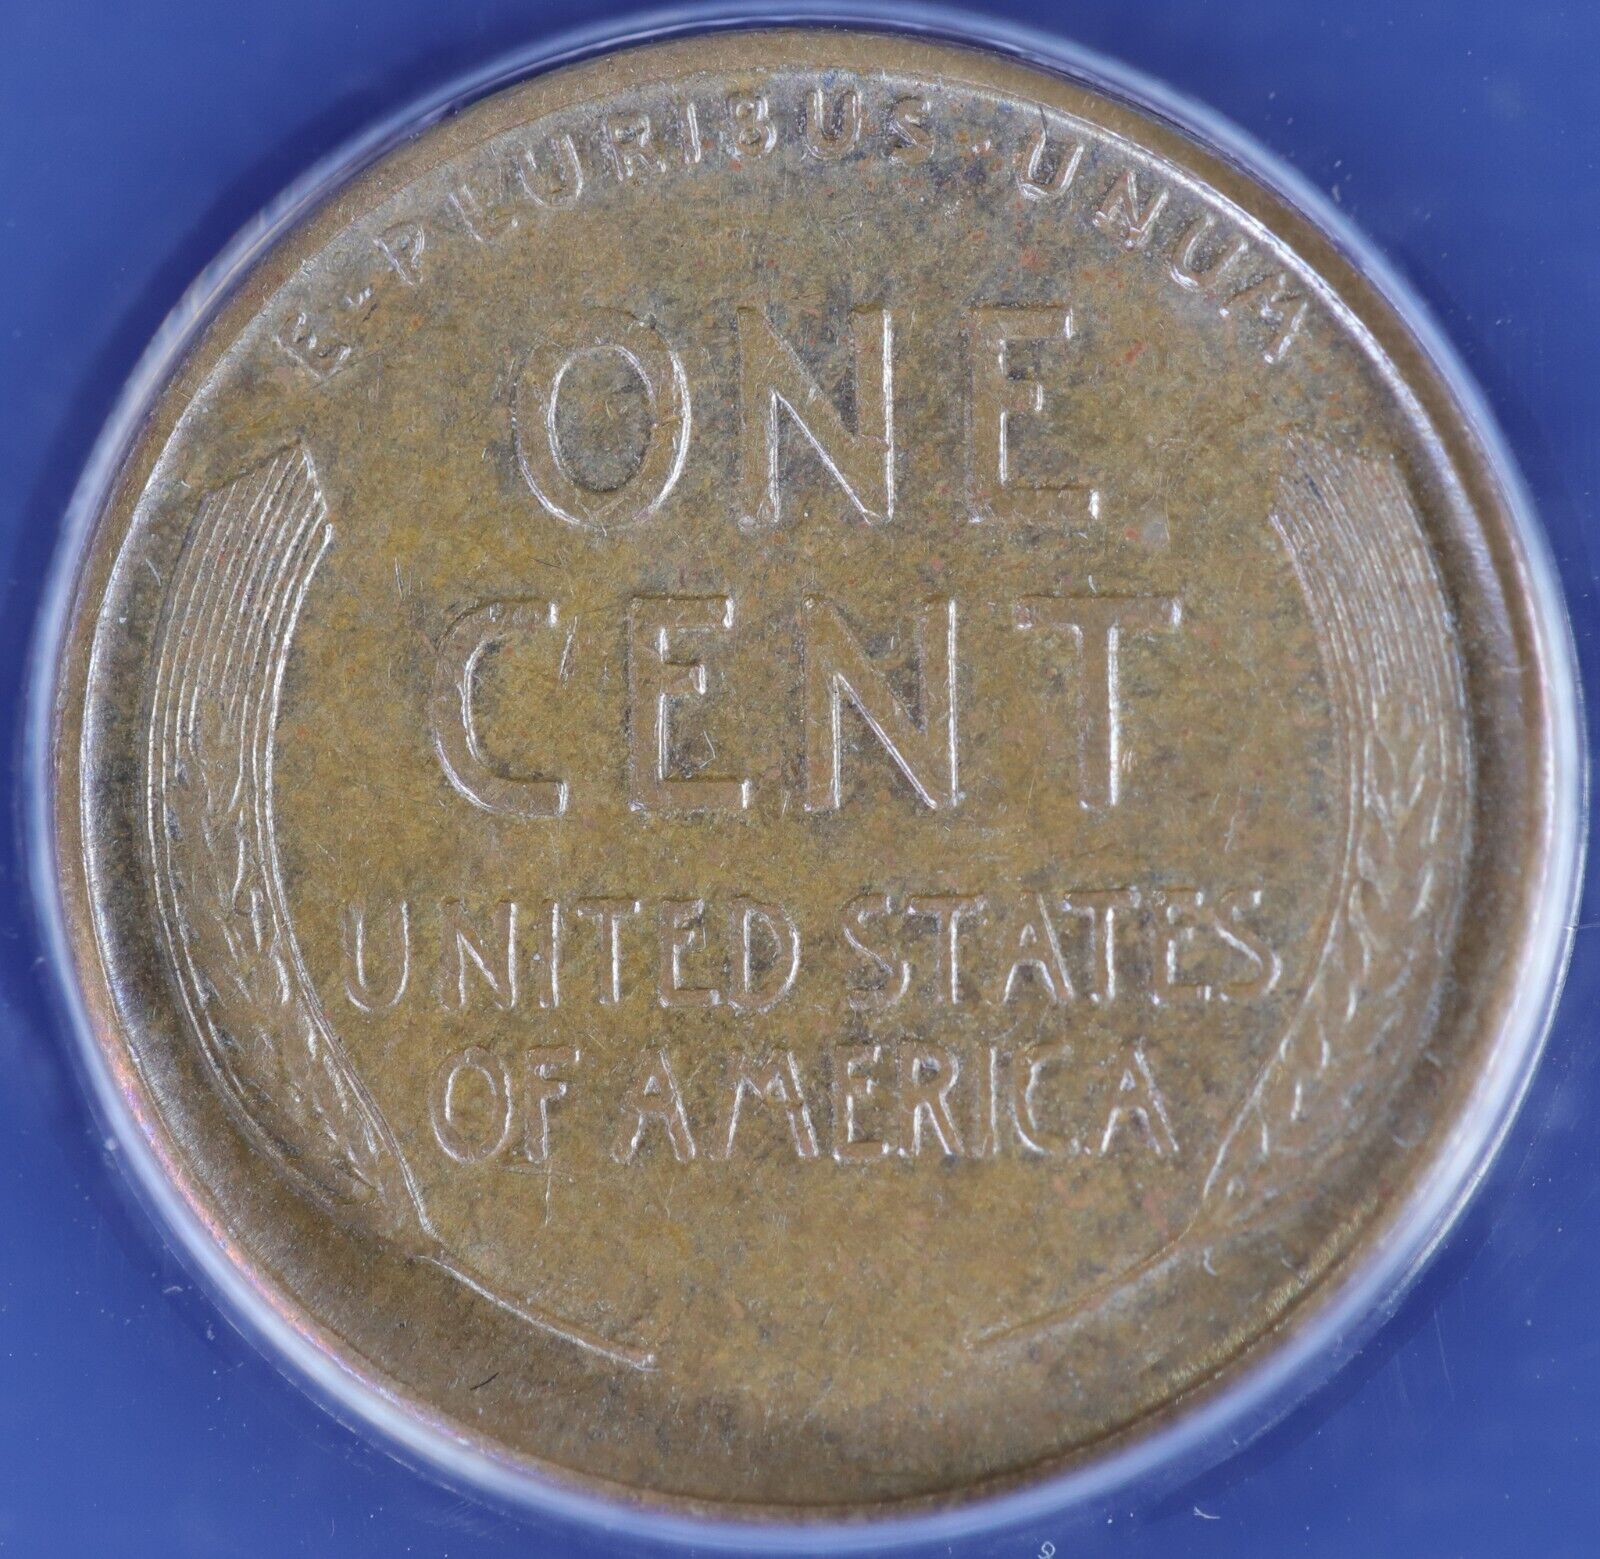 E·PLURIBUS·UNUM
ONE
CENT
UNITED STATES
OF AMERICA